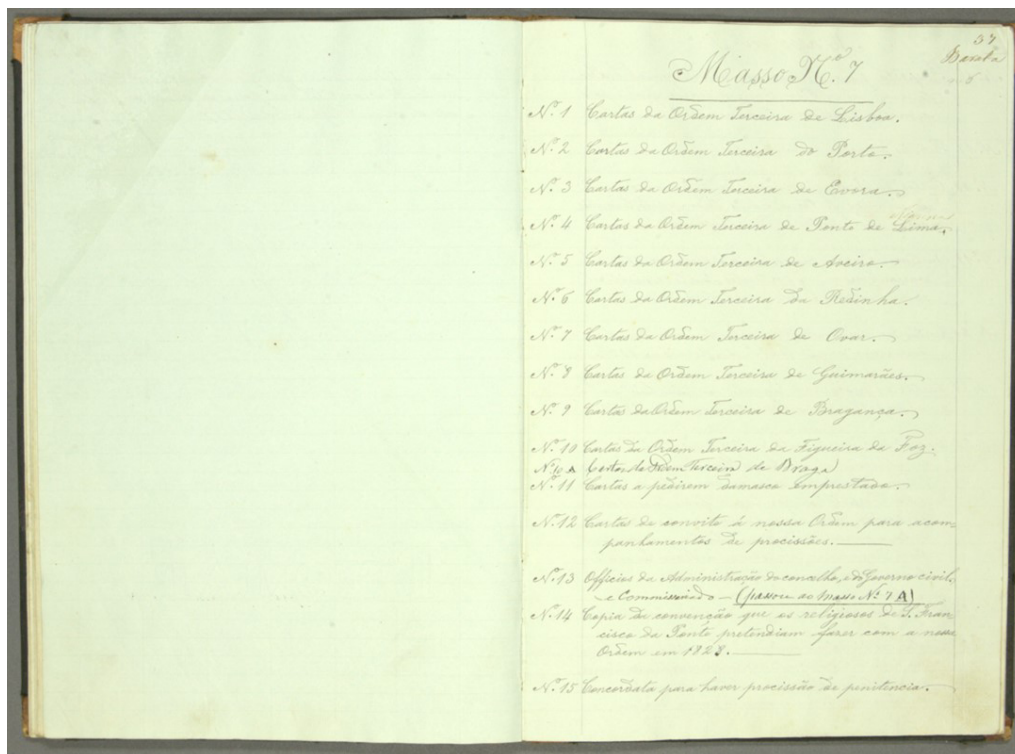 57
Masso N.º 7
N.º 1 Cartas da Ordem Terceira de Lisboa.
N.º 2 Cartas da Ordem Terceira do Porto.
N.º 3 Cartas da Ordem Terceira de Evora.
N.º 4 Cartas da Ordem Terceira de Ponte de Lima.
N.º 5 Cartas da Ordem Terceira de Aveiro.
N.º 6 Cartas da Ordem Terceira da Redinha.
N.º 7 Cartas da Ordem Terceira de Ovar.
N.º 8 Cartas da Ordem Terceira de Guimarães.
N.º 9 Cartas da Ordem Terceira de Bragança.
N.º 10 Cartas da Ordem Terceira da Figueira da Foz.
N.º 10 A Cartas da Ordem Terceira de Braga
N.º 11 Cartas a pedirem damasco emprestado.
N.º 12 Cartas de convite á nossa Ordem para acom-
panhamentos de procissões.
N.º 13 Officios da Administração do concelho, e do Governo civil
e Commissariado - (passou ao Masso N.º 7 A)
N.º 14 Copia da convenção que os religiosos de S. Fran-
cisco da Ponte pretendiam fazer com a nossa
Ordem em 1828.
N.º 15 Concordata para haver procissão de penitencia.